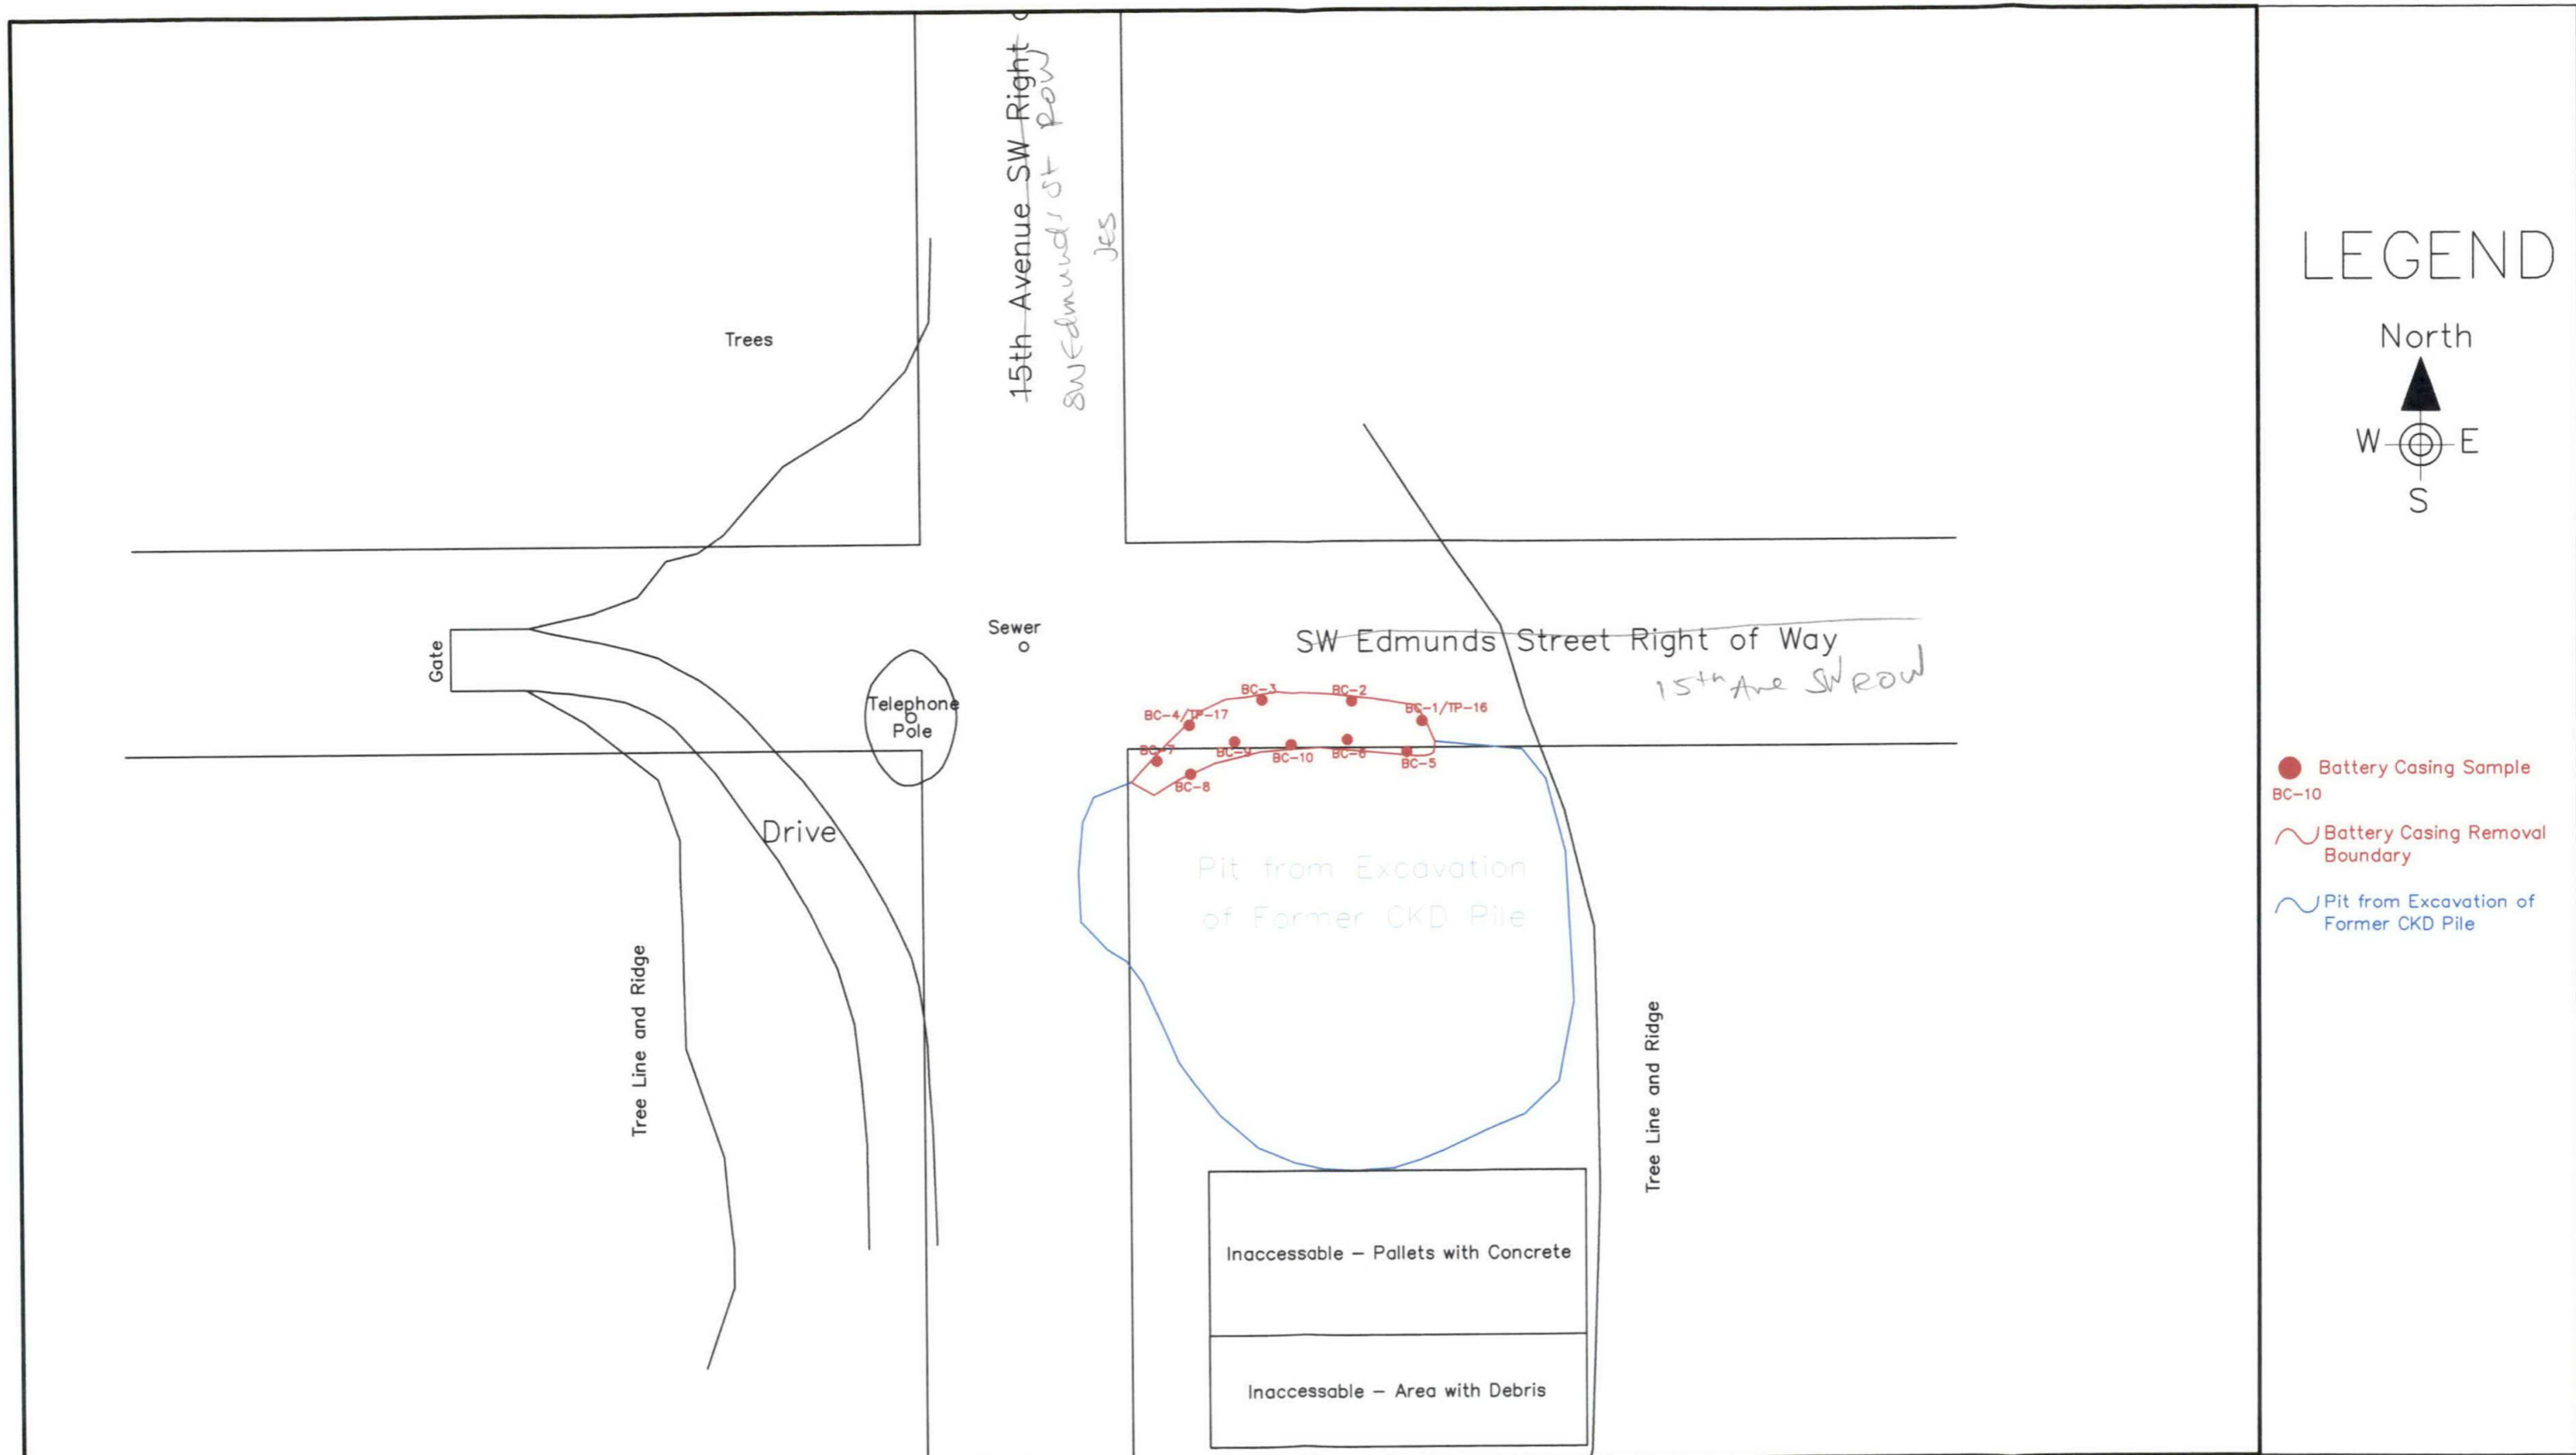 15th Avenue SW Right
SW Edmunds St ROW
JES
Trees
Sewer
Gate
SW Edmunds Street Right of Way
15th Ave SW ROW
Telephone
Pole
BC-3
BC-2
BC-4/TP-17
BC-1/TP-16
BC-7
BC-9
BC-10
BC-6
BC-5
BC-8
Drive
Pit from Excavation
of Former CKD Pile
Tree Line and Ridge
Tree Line and Ridge
Inaccessable - Pallets with Concrete
Inaccessable - Area with Debris
LEGEND
North
W E
S
Battery Casing Sample
BC-10
Battery Casing Removal
Boundary
Pit from Excavation of
Former CKD Pile